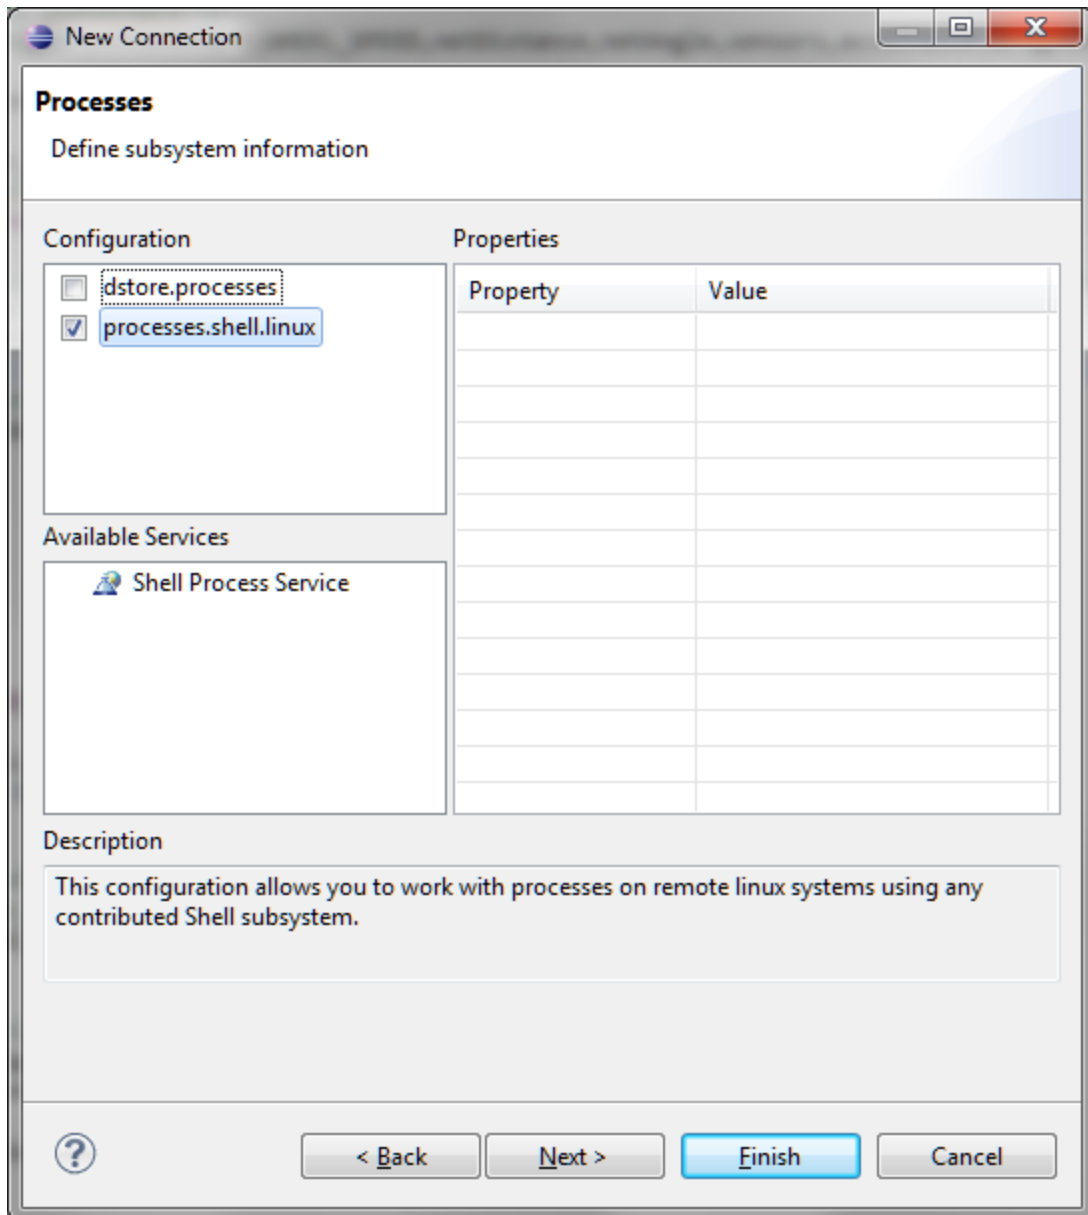 New Connection
Processes
Define subsystem information
Configuration
Properties
dstore.processes
processes.shell.linux
Property Value
Available Services
Shell Process Service
Description
This configuration allows you to work with processes on remote linux systems using any
contributed Shell subsystem.
? < Back Next > Finish Cancel